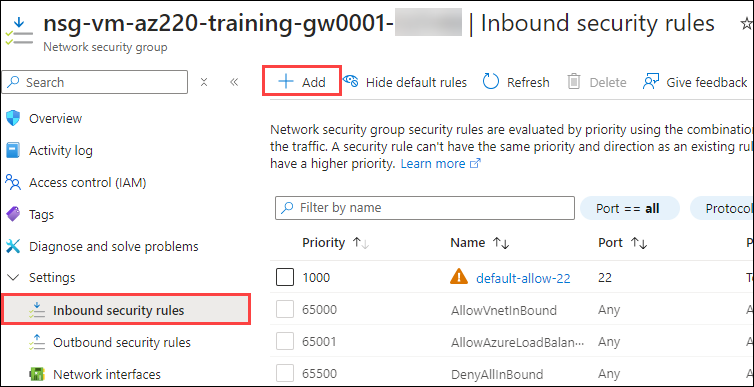 nsg-vm-az220-training-gw0001- | Inbound security rules
Network security group
Search
Add
Hide default rules
Refresh
Delete
Give feedback
Overview
Activity log
Access control (IAM)
Tags
Diagnose and solve problems
Settings
Inbound security rules
Outbound security rules
Network interfaces
Network security group security rules are evaluated by priority using the combination
the traffic. A security rule can't have the same priority and direction as an existing rul
have a higher priority. Learn more
Filter by name
Port == all
Protocol
Priority Name Port
1000 default-allow-22 22
65000 AllowVnetInBound Any
65001 AllowAzureLoadBalan... Any
65500 DenyAllInBound Any